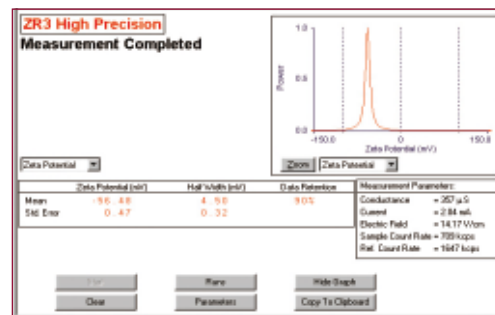 ZR3 High Precision
Measurement Completed
1.0
Power
0.5
0.0
-150.0 0 150.0
Zeta Potential (mV)
Zeta Potential
Zoom Zeta Potential
Zeta Potential (mV) Half Width (mV) Data Retention
Mean -56.48 4.50 90%
Std. Error 0.47 0.32
Measurement Parameters:
Conductance = 357 µS
Current = 2.84 mA
Electric Field = 14.17 V/cm
Sample Count Rate = 709 kcps
Ref. Count Rate = 1647 kcps
Hide Graph
Clear Parameters Copy To Clipboard